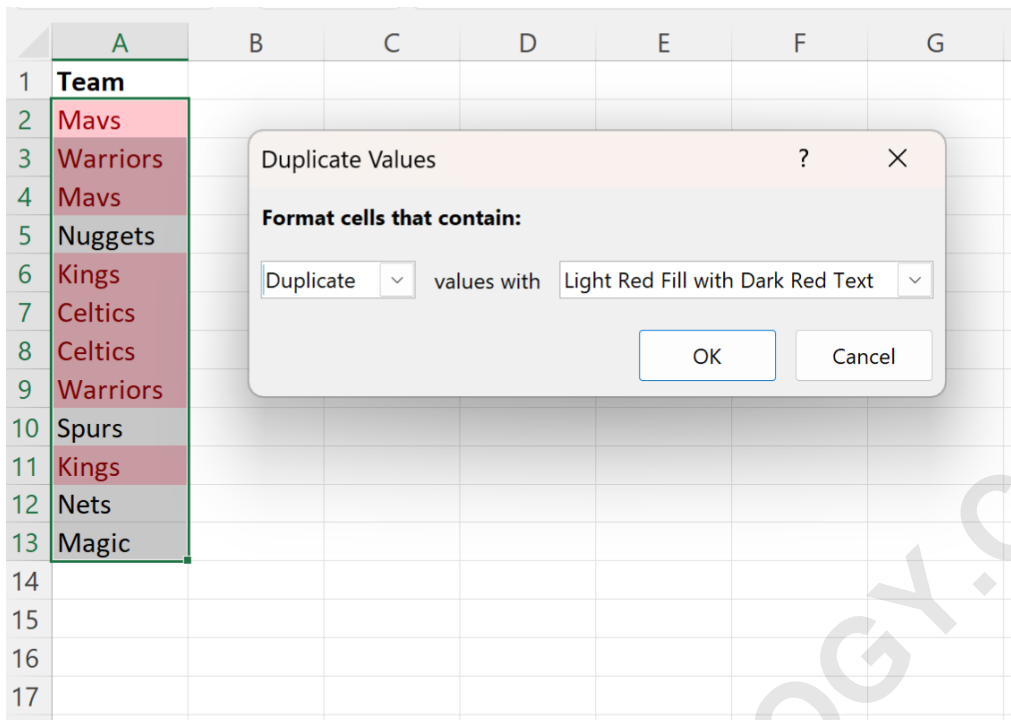 A B C D E F G
1 Team
2 Mavs
3 Warriors
4 Mavs
5 Nuggets
6 Kings
7 Celtics
8 Celtics
9 Warriors
10 Spurs
11 Kings
12 Nets
13 Magic
14
15
16
17
Duplicate Values ? ✕
Format cells that contain:
Duplicate values with Light Red Fill with Dark Red Text
OK Cancel
OGY.C